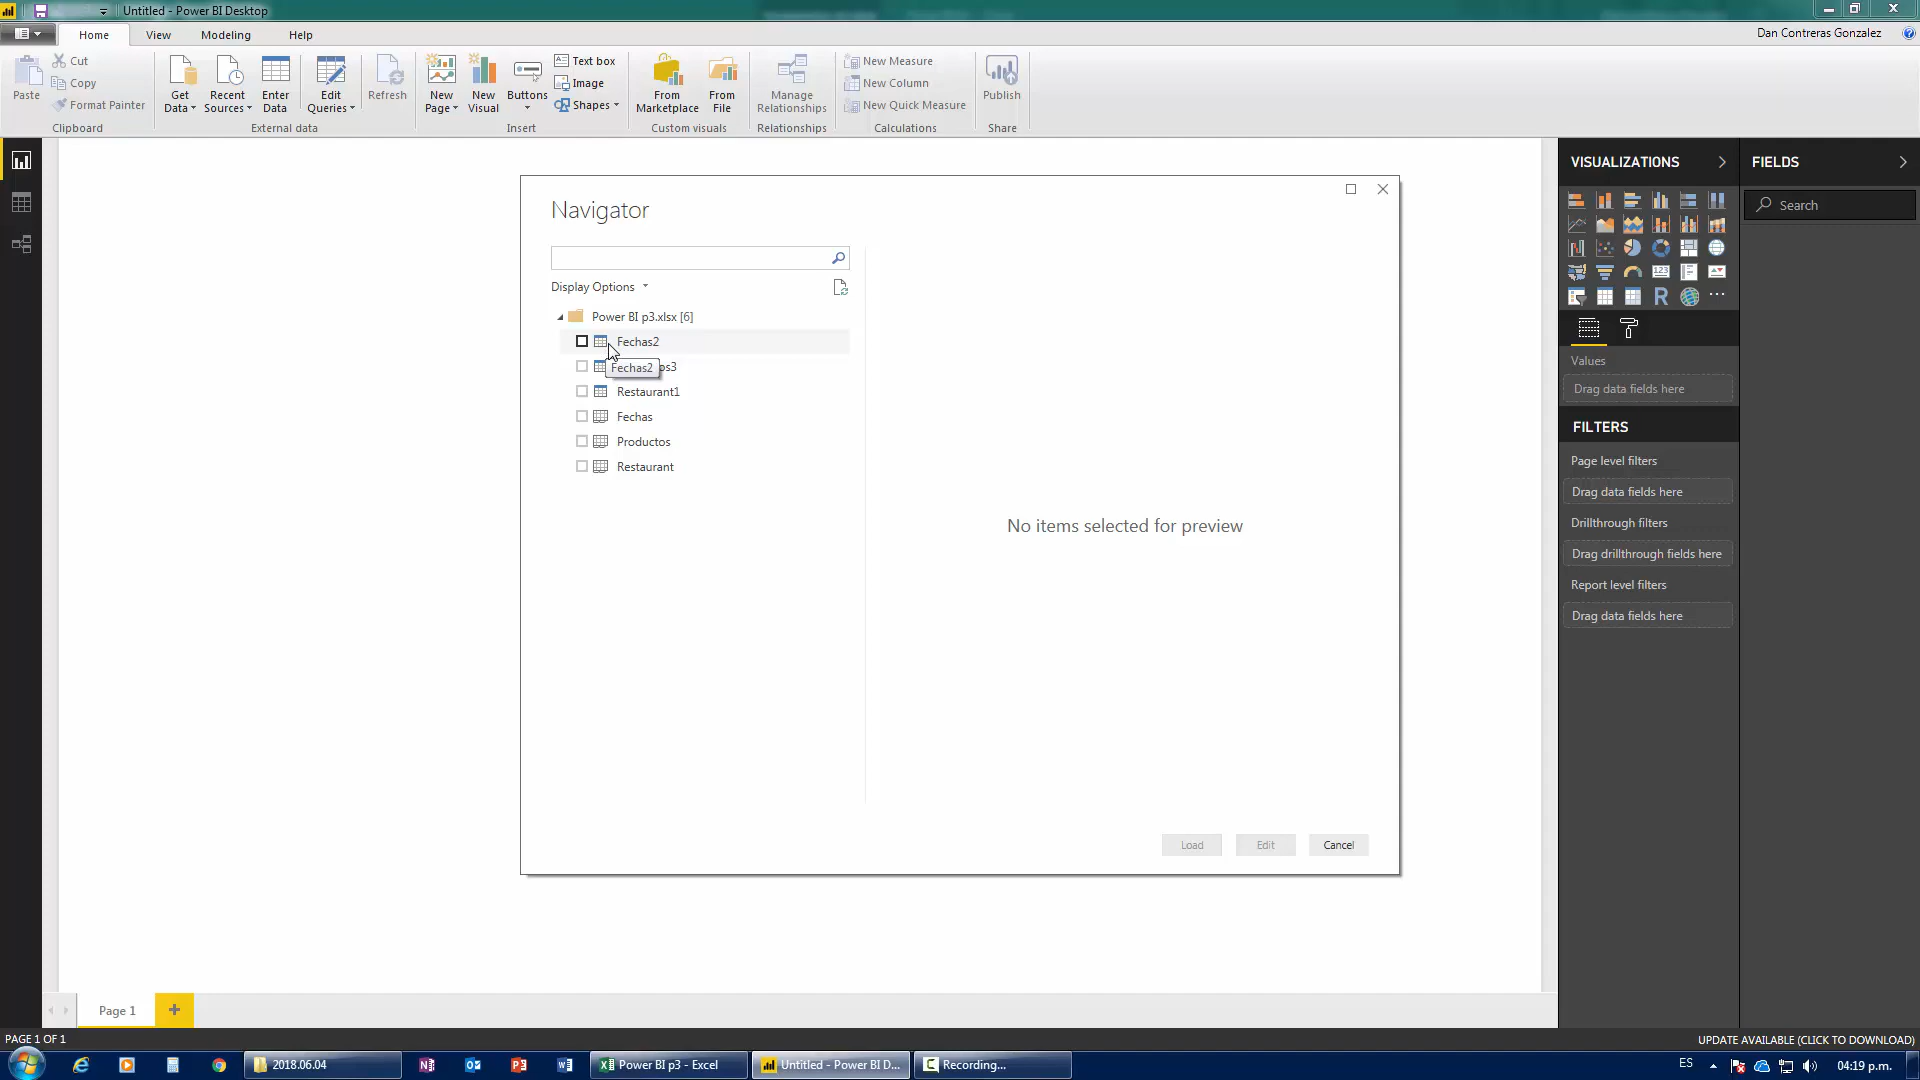 Untitled - Power BI Desktop
Home
View
Modeling
Help
Dan Contreras Gonzalez
Paste
Cut
Copy
Format Painter
Clipboard
Get Data
Recent Sources
Enter Data
External data
Edit Queries
Refresh
New Page
New Visual
Buttons
Text box
Image
Shapes
Insert
From Marketplace
From File
Custom visuals
Manage Relationships
Relationships
New Measure
New Column
New Quick Measure
Calculations
Publish
Share
VISUALIZATIONS
FIELDS
Search
Navigator
Display Options
Power BI p3.xlsx [6]
Fechas2
Fechas2
os3
Restaurant1
Fechas
Productos
Restaurant
No items selected for preview
Load
Edit
Cancel
Values
Drag data fields here
FILTERS
Page level filters
Drag data fields here
Drillthrough filters
Drag drillthrough fields here
Report level filters
Drag data fields here
Page 1
PAGE 1 OF 1
UPDATE AVAILABLE (CLICK TO DOWNLOAD)
2018.06.04
Power BI p3 - Excel
Untitled - Power BI D...
Recording...
ES
04:19 p.m.